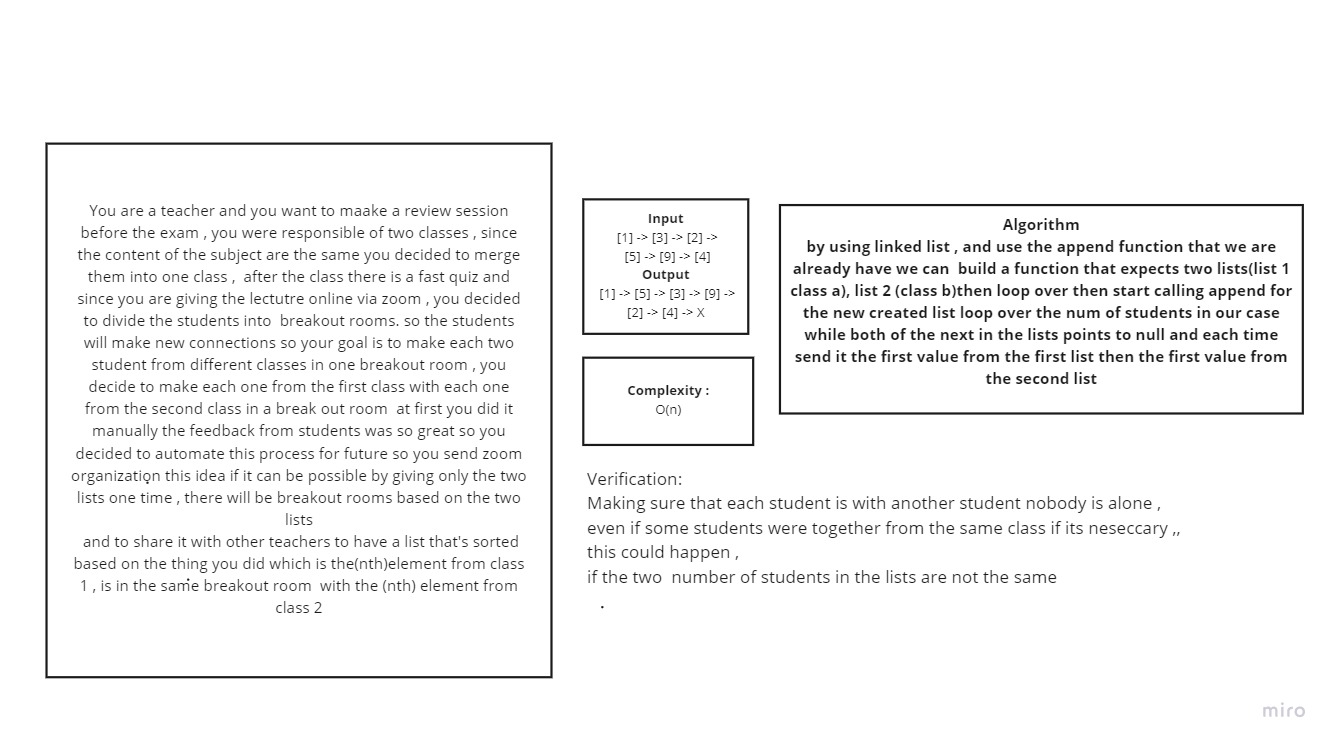 You are a teacher and you want to maake a review session
before the exam , you were responsible of two classes , since
the content of the subject are the same you decided to merge
them into one class ,  after the class there is a fast quiz and
since you are giving the lectutre online via zoom , you decided
to divide the students into  breakout rooms. so the students
will make new connections so your goal is to make each two
student from different classes in one breakout room , you
decide to make each one from the first class with each one
from the second class in a break out room  at first you did it
manually the feedback from students was so great so you
decided to automate this process for future so you send zoom
organization this idea if it can be possible by giving only the two
lists one time , there will be breakout rooms based on the two
lists
and to share it with other teachers to have a list that's sorted
based on the thing you did which is the(nth)element from class
1 , is in the same breakout room  with the (nth) element from
class 2
Input
[1] -> [3] -> [2] ->
[5] -> [9] -> [4]
Output
[1] -> [5] -> [3] -> [9] ->
[2] -> [4] -> X
Complexity :
O(n)
Algorithm
by using linked list , and use the append function that we are
already have we can  build a function that expects two lists(list 1
class a), list 2 (class b)then loop over then start calling append for
the new created list loop over the num of students in our case
while both of the next in the lists points to null and each time
send it the first value from the first list then the first value from
the second list
Verification:
Making sure that each student is with another student nobody is alone ,
even if some students were together from the same class if its neseccary ,,
this could happen ,
if the two  number of students in the lists are not the same
.
miro